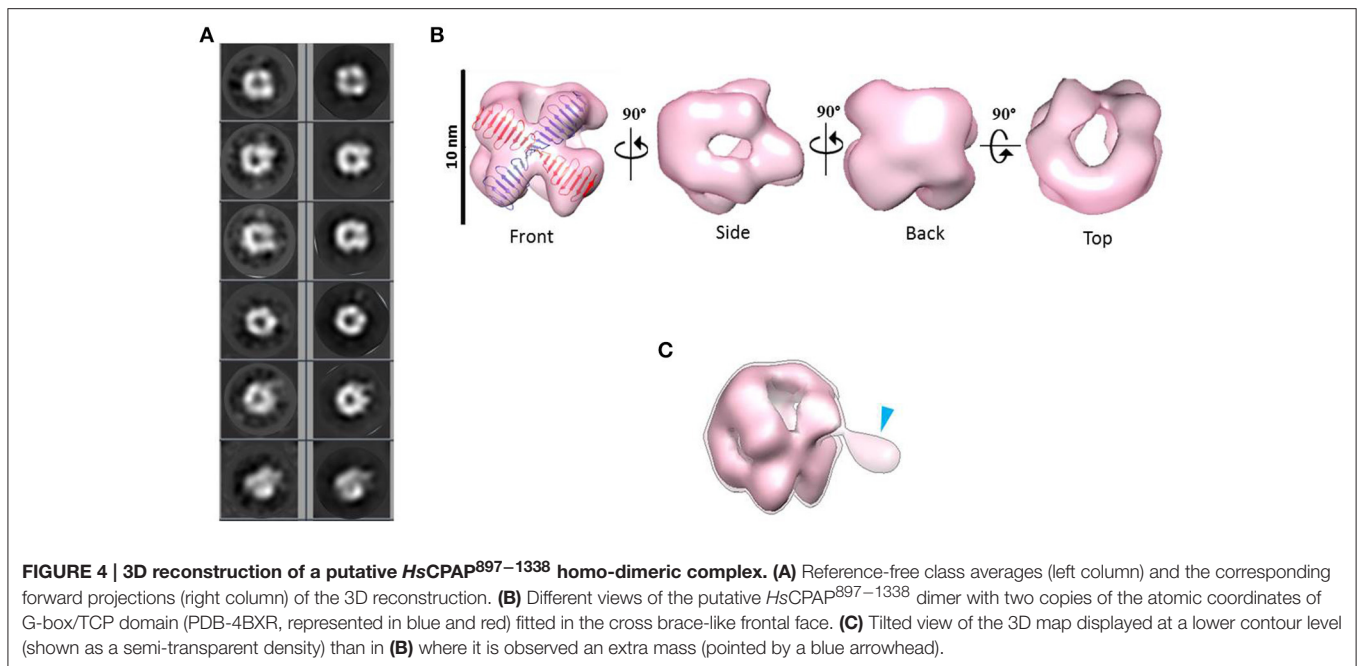 A
B
10 nm
90°
90°
90°
Front
Side
Back
Top
C
FIGURE 4 | 3D reconstruction of a putative HsCPAP⁸⁹⁷⁻¹³³⁸ homo-dimeric complex. (A) Reference-free class averages (left column) and the corresponding
forward projections (right column) of the 3D reconstruction. (B) Different views of the putative HsCPAP⁸⁹⁷⁻¹³³⁸ dimer with two copies of the atomic coordinates of
G-box/TCP domain (PDB-4BXR, represented in blue and red) fitted in the cross brace-like frontal face. (C) Tilted view of the 3D map displayed at a lower contour level
(shown as a semi-transparent density) than in (B) where it is observed an extra mass (pointed by a blue arrowhead).